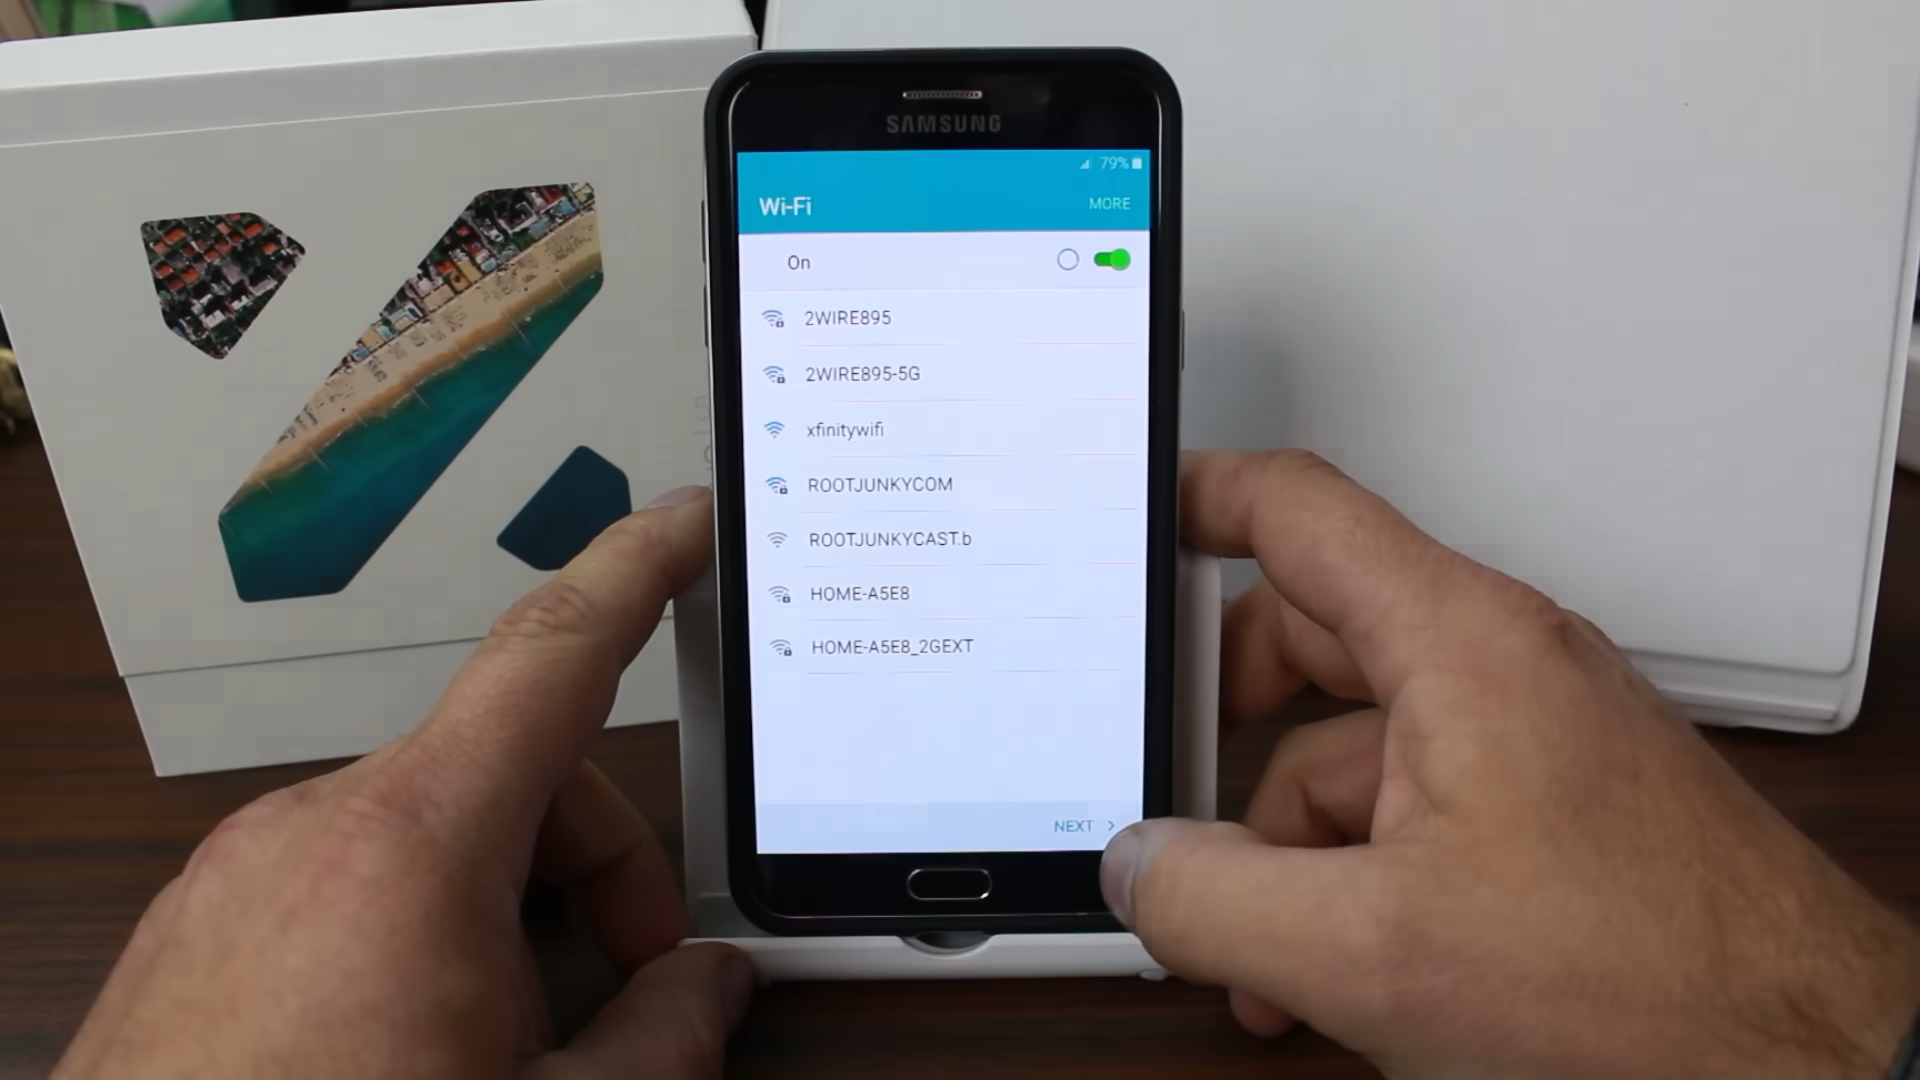 SAMSUNG
79%
Wi-Fi
MORE
On
2WIRE895
2WIRE895-5G
xfinitywifi
ROOTJUNKYCOM
ROOTJUNKYCAST.b
HOME-A5E8
HOME-A5E8_2GEXT
NEXT >